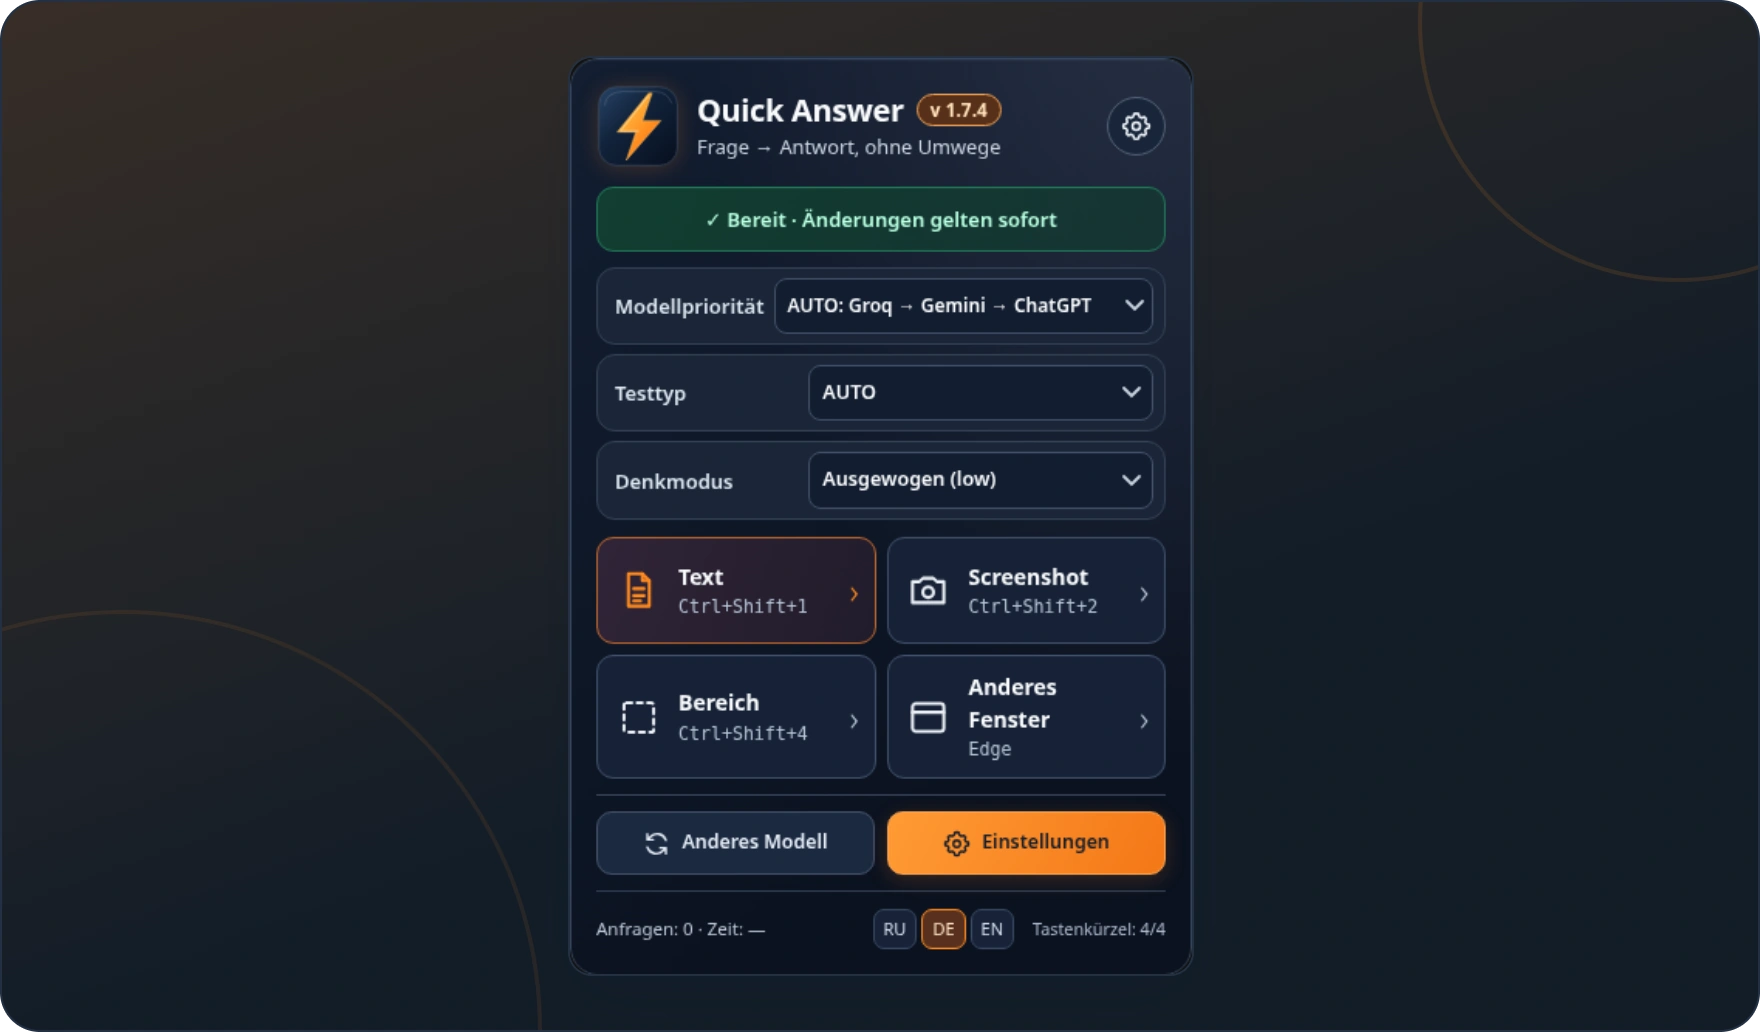 Quick Answer v 1.7.4
Frage → Antwort, ohne Umwege
✓ Bereit · Änderungen gelten sofort
Modellpriorität AUTO: Groq → Gemini → ChatGPT
Testtyp AUTO
Denkmodus Ausgewogen (low)
Text
Ctrl+Shift+1
Screenshot
Ctrl+Shift+2
Bereich
Ctrl+Shift+4
Anderes
Fenster
Edge
Anderes Modell
Einstellungen
Anfragen: 0 · Zeit: — RU DE EN Tastenkürzel: 4/4